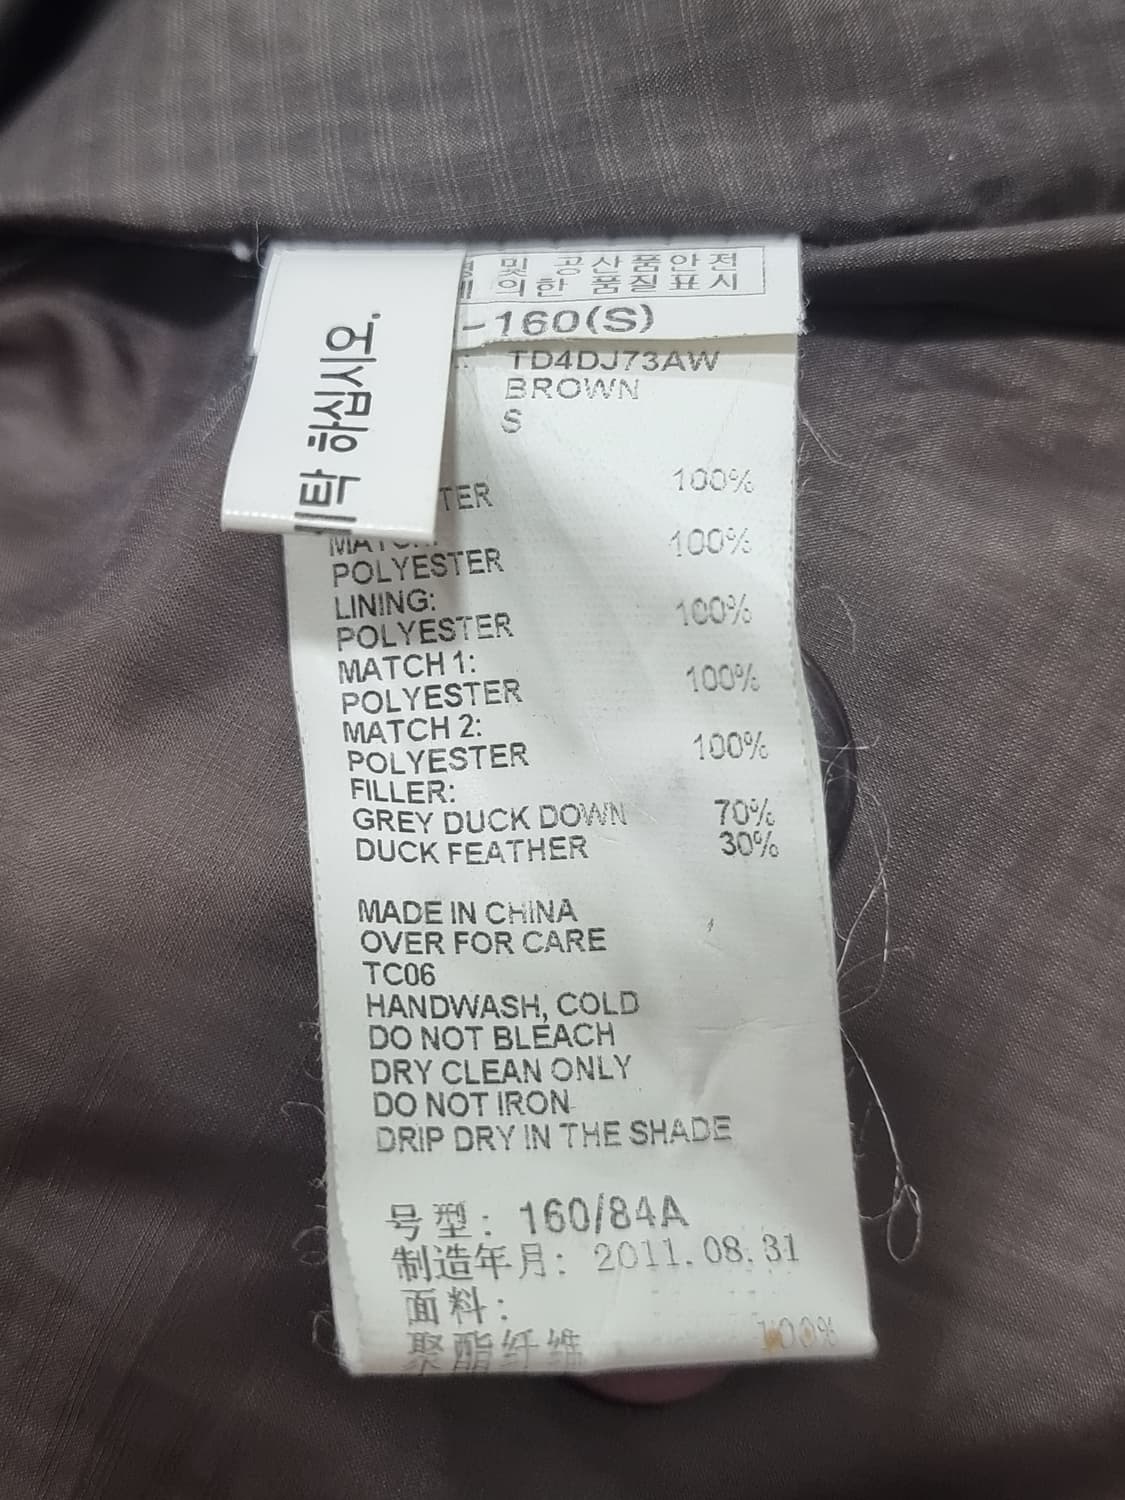 및 공산품안전
의한 품질표시
-160(S)
TD4DJ73AW
BROWN
S
하십시오.
TER 100%
100%
POLYESTER
LINING: 100%
POLYESTER
MATCH 1: 100%
POLYESTER
MATCH 2: 100%
POLYESTER
FILLER:
GREY DUCK DOWN 70%
DUCK FEATHER 30%
MADE IN CHINA
OVER FOR CARE
TC06
HANDWASH, COLD
DO NOT BLEACH
DRY CLEAN ONLY
DO NOT IRON
DRIP DRY IN THE SHADE
号型: 160/84A
制造年月: 2011.08.31
面料:
聚酯纤维 100%